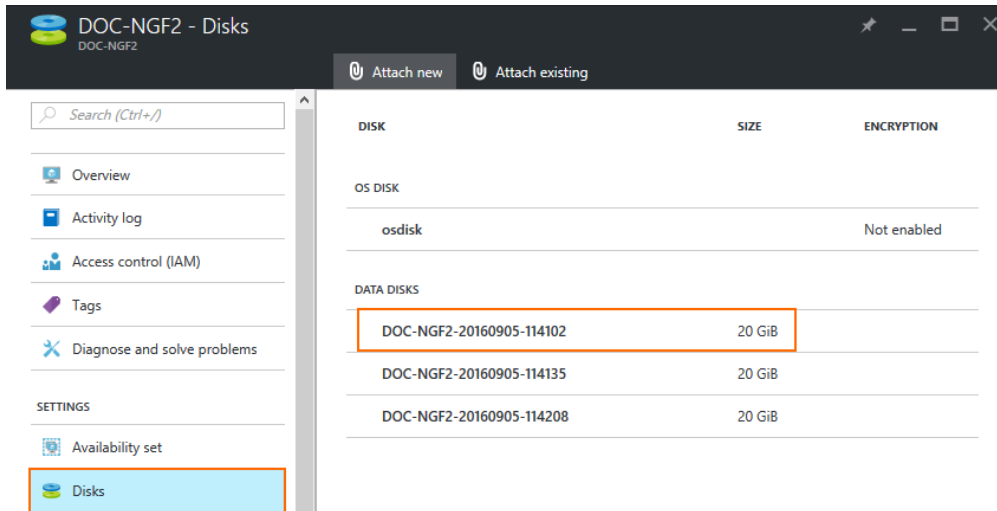 DOC-NGF2 - Disks
DOC-NGF2
Attach new Attach existing
Search (Ctrl+/)
Overview
Activity log
Access control (IAM)
Tags
Diagnose and solve problems
SETTINGS
Availability set
Disks
DISK SIZE ENCRYPTION
OS DISK
osdisk Not enabled
DATA DISKS
DOC-NGF2-20160905-114102 20 GiB
DOC-NGF2-20160905-114135 20 GiB
DOC-NGF2-20160905-114208 20 GiB